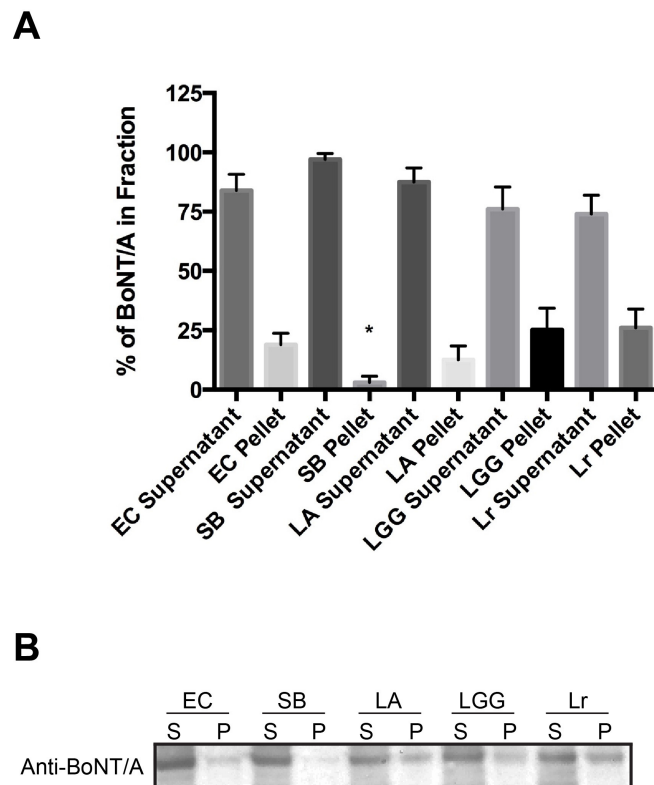 A
% of BoNT/A in Fraction
125
100
75
50
25
0
*
EC Supernatant
EC Pellet
SB Supernatant
SB Pellet
LA Supernatant
LA Pellet
LGG Supernatant
LGG Pellet
Lr Supernatant
Lr Pellet
B
EC SB LA LGG Lr
S P S P S P S P S P
Anti-BoNT/A